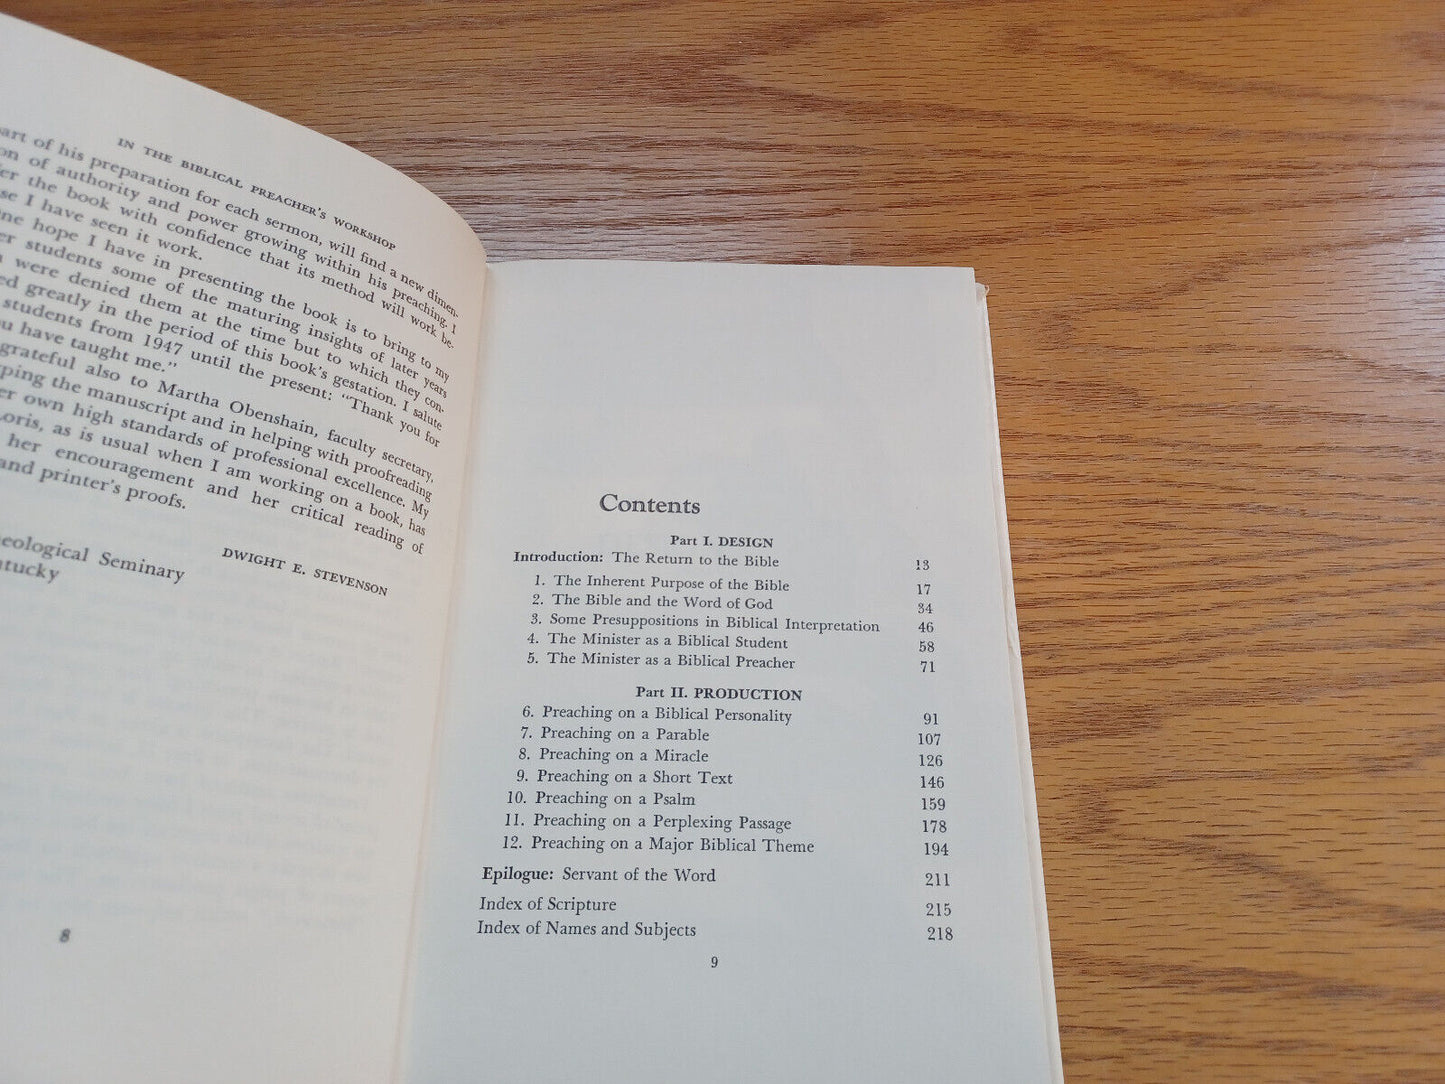 IN THE BIBLICAL PREACHER'S WORKSHOP
of his preparation for each sermon, will find a new dimen-
of authority and power growing within his preaching. I
the book with confidence that its method will work be-
I have seen it work.
hope I have in presenting the book is to bring to my
students some of the maturing insights of later years
were denied them at the time but to which they con-
greatly in the period of this book's gestation. I salute
students from 1947 until the present: "Thank you for
have taught me."
grateful also to Martha Obenshain, faculty secretary,
the manuscript and in helping with proofreading
own high standards of professional excellence. My
as is usual when I am working on a book, has
her encouragement and her critical reading of
and printer's proofs.
DWIGHT E. STEVENSON
Seminary
8
Contents
Part I. DESIGN
Introduction: The Return to the Bible 13
1. The Inherent Purpose of the Bible 17
2. The Bible and the Word of God 34
3. Some Presuppositions in Biblical Interpretation 46
4. The Minister as a Biblical Student 58
5. The Minister as a Biblical Preacher 71
Part II. PRODUCTION
6. Preaching on a Biblical Personality 91
7. Preaching on a Parable 107
8. Preaching on a Miracle 126
9. Preaching on a Short Text 146
10. Preaching on a Psalm 159
11. Preaching on a Perplexing Passage 178
12. Preaching on a Major Biblical Theme 194
Epilogue: Servant of the Word 211
Index of Scripture 215
Index of Names and Subjects 218
9